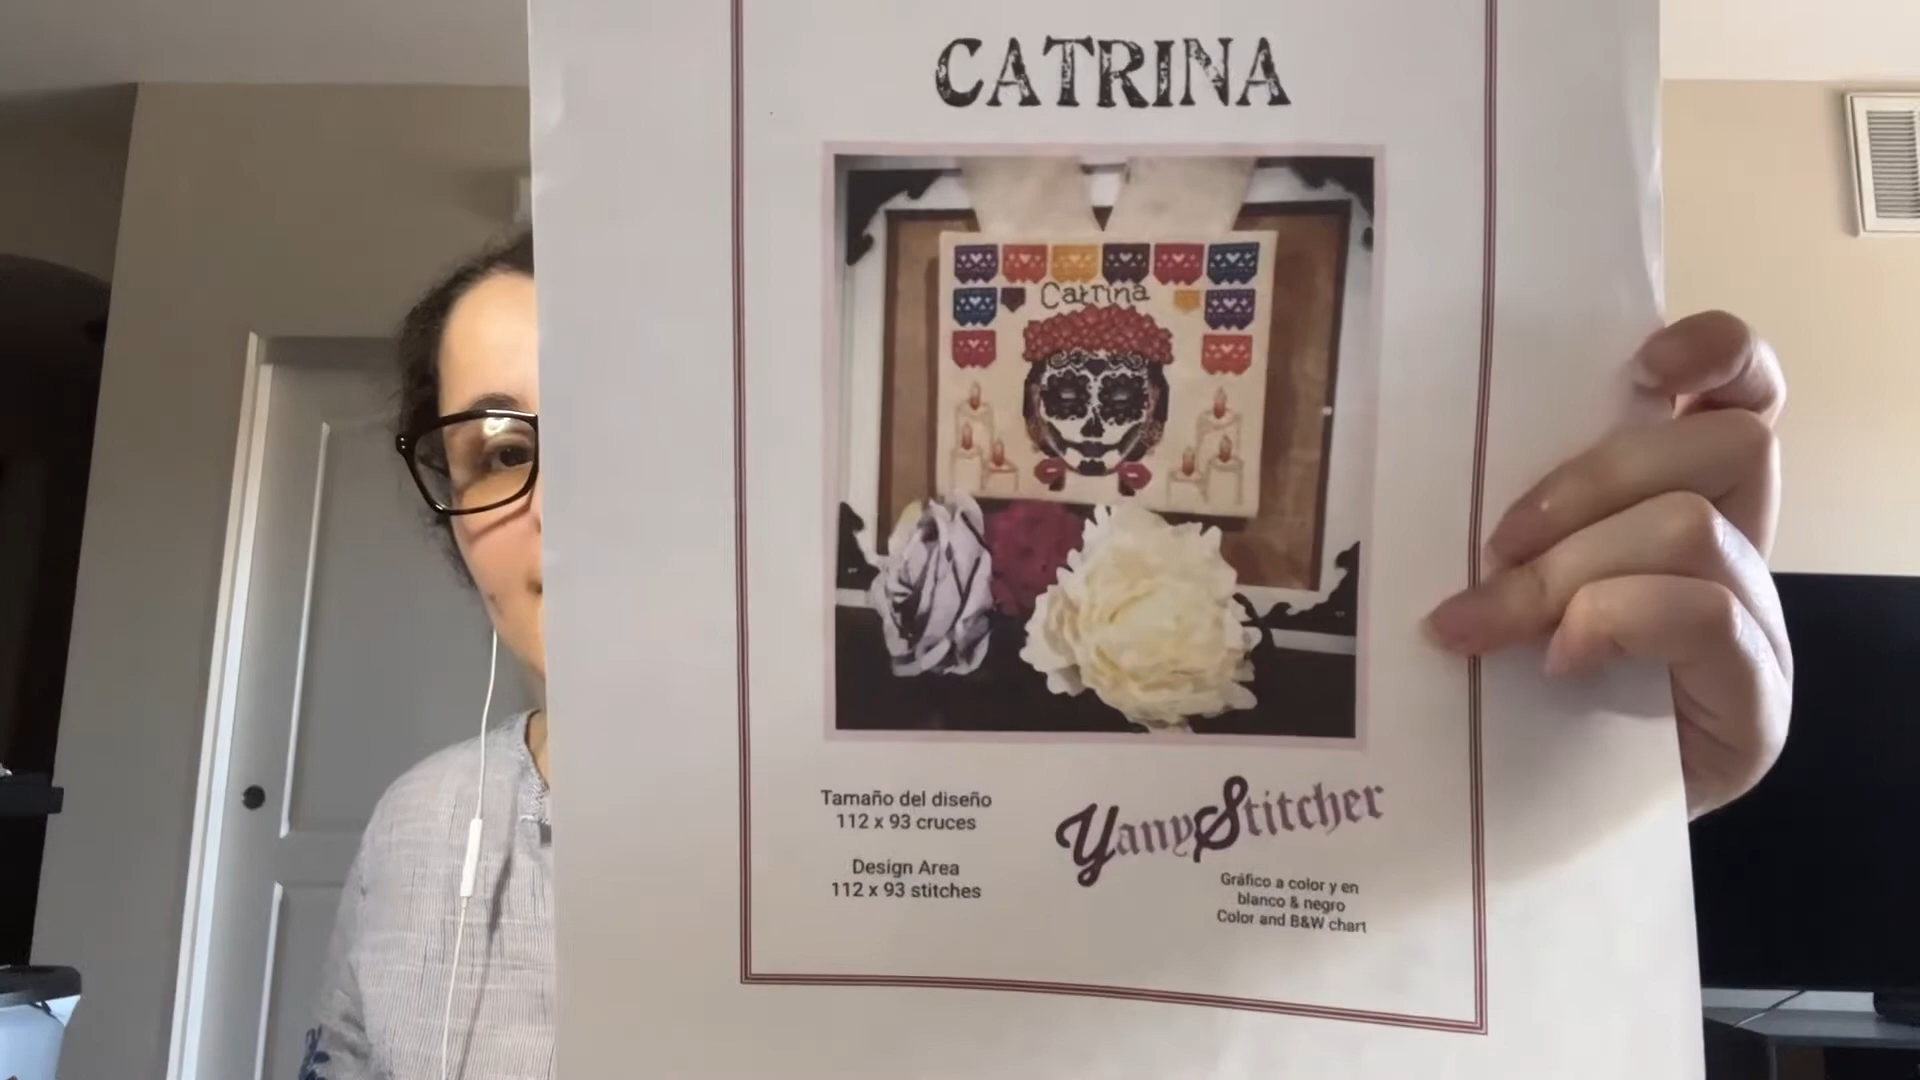 CATRINA
Catrina
Tamaño del diseño
112 x 93 cruces
Design Area
112 x 93 stitches
YanyStitcher
Gráfico a color y en
blanco & negro
Color and B&W chart